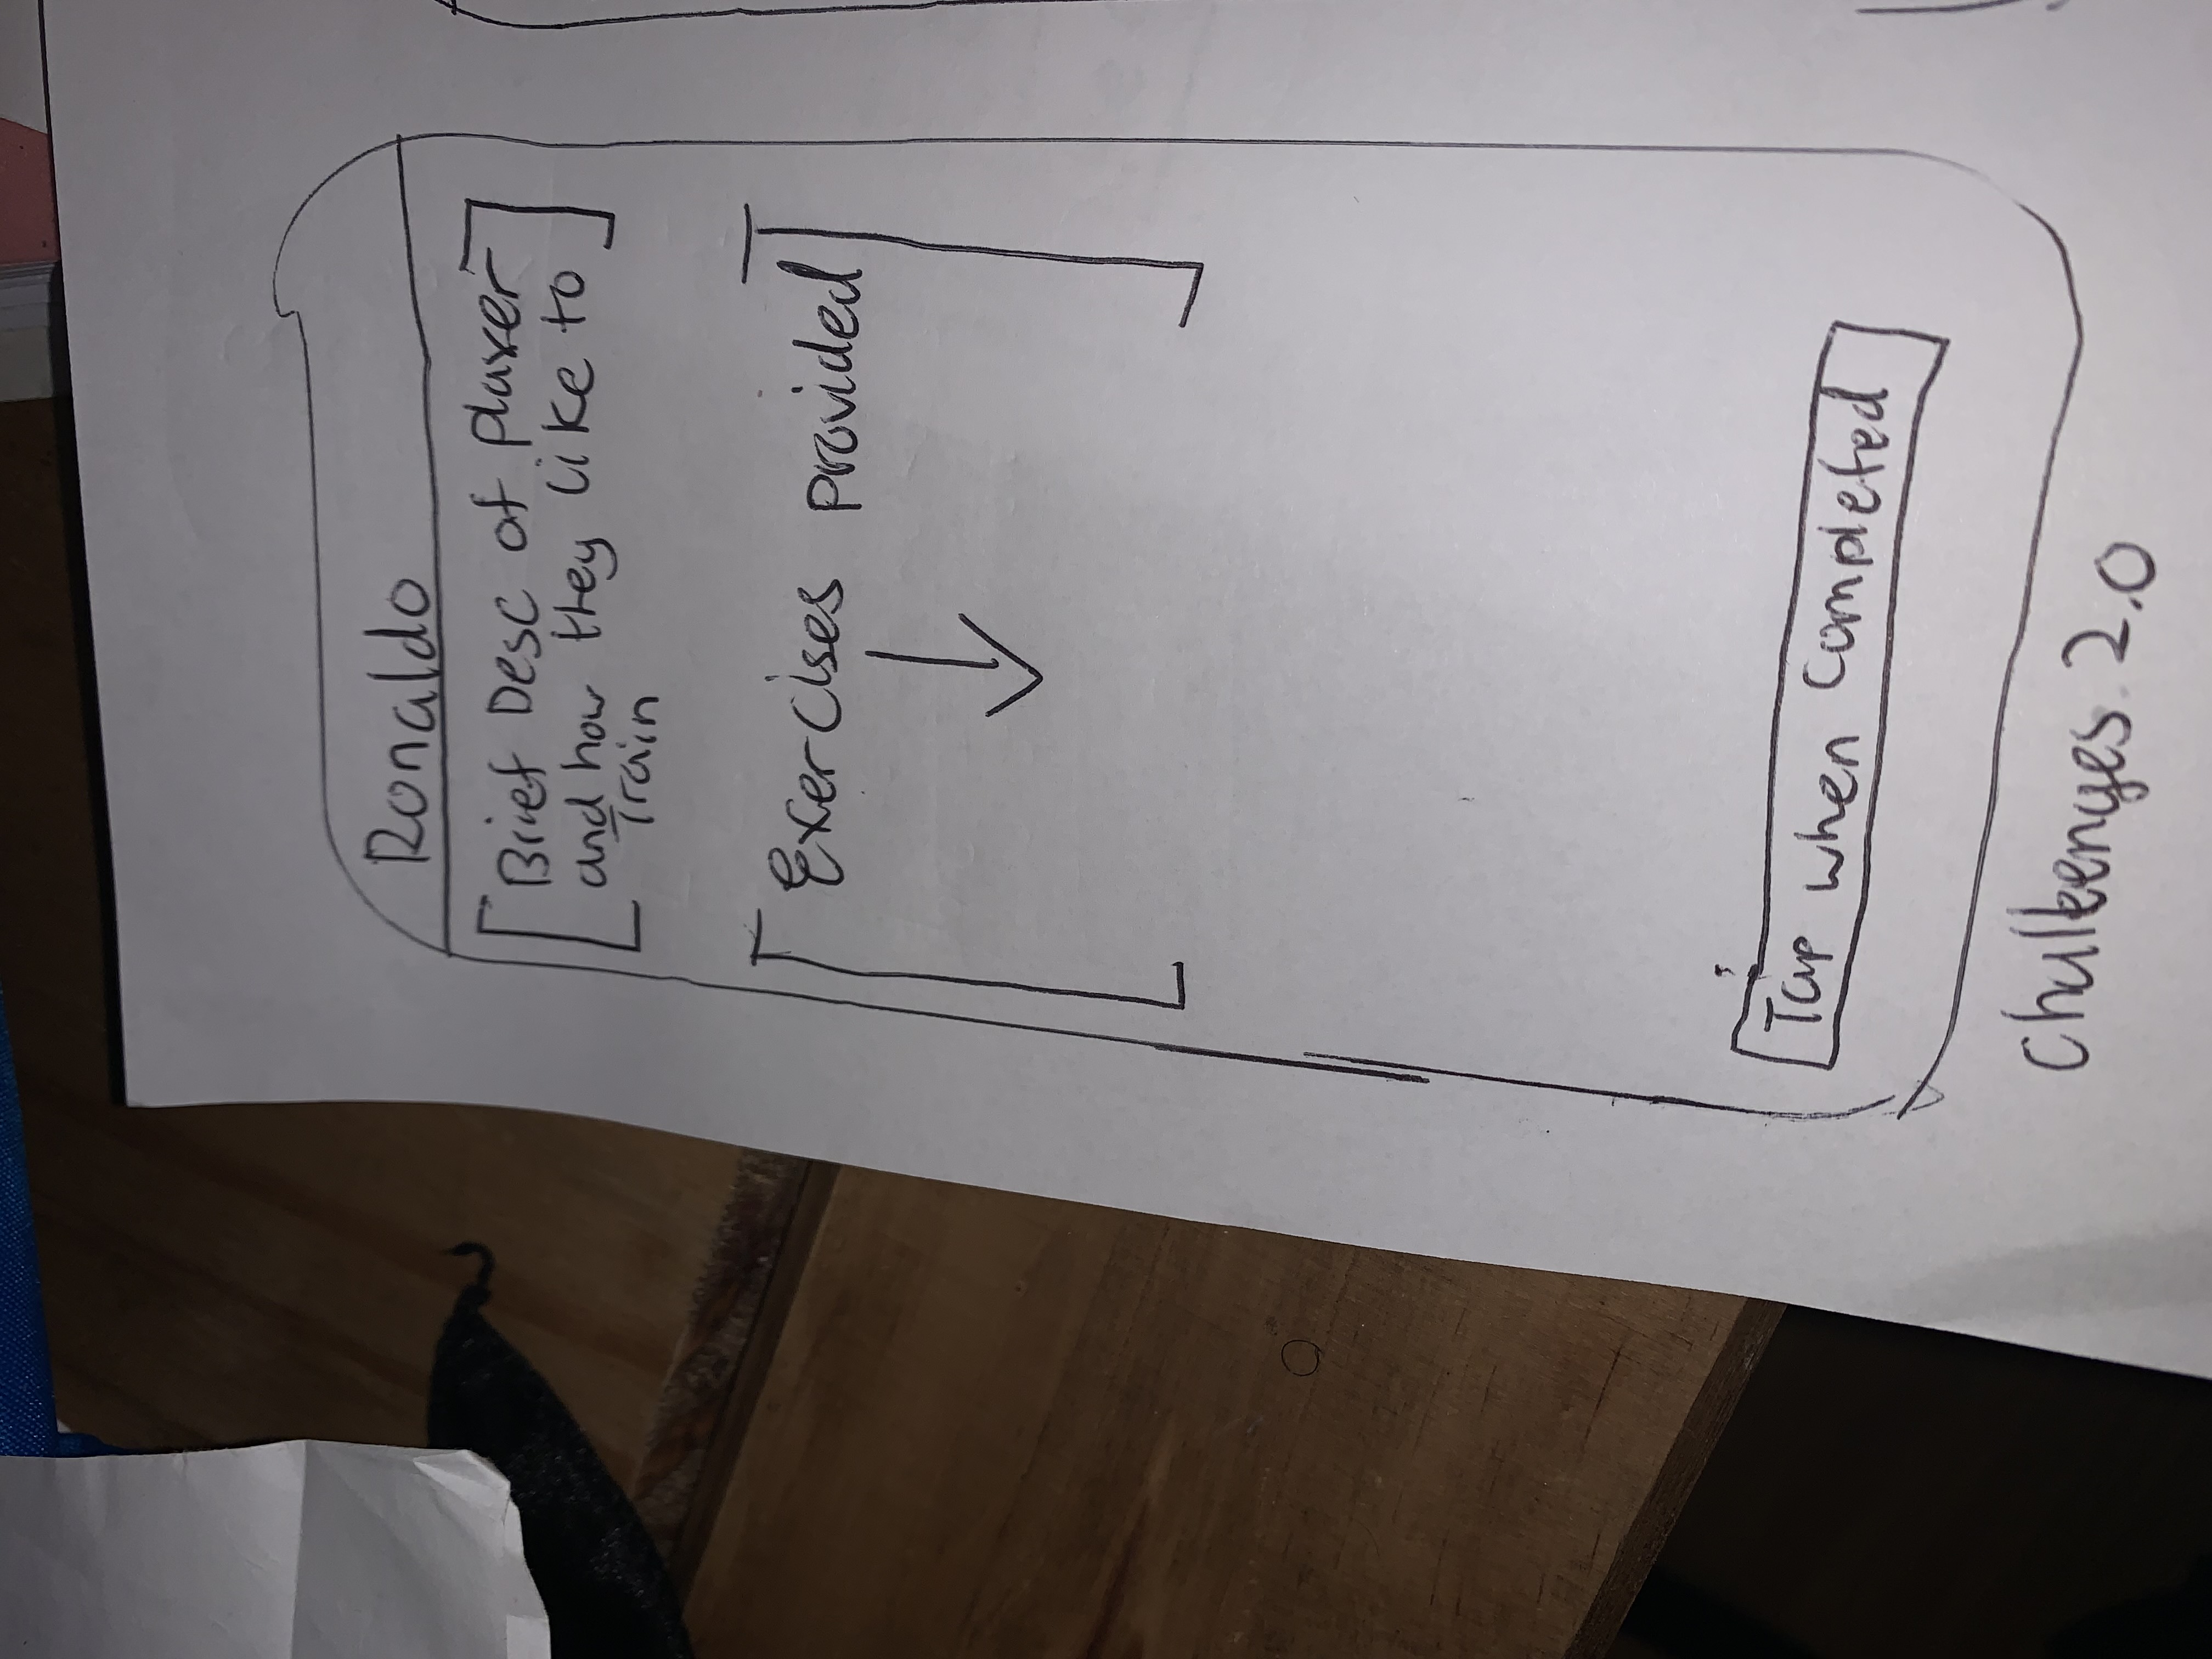 Ronaldo
Brief Desc of player
and how they like to
Train
Exercises provided
Tap when completed
Challenges 2.0